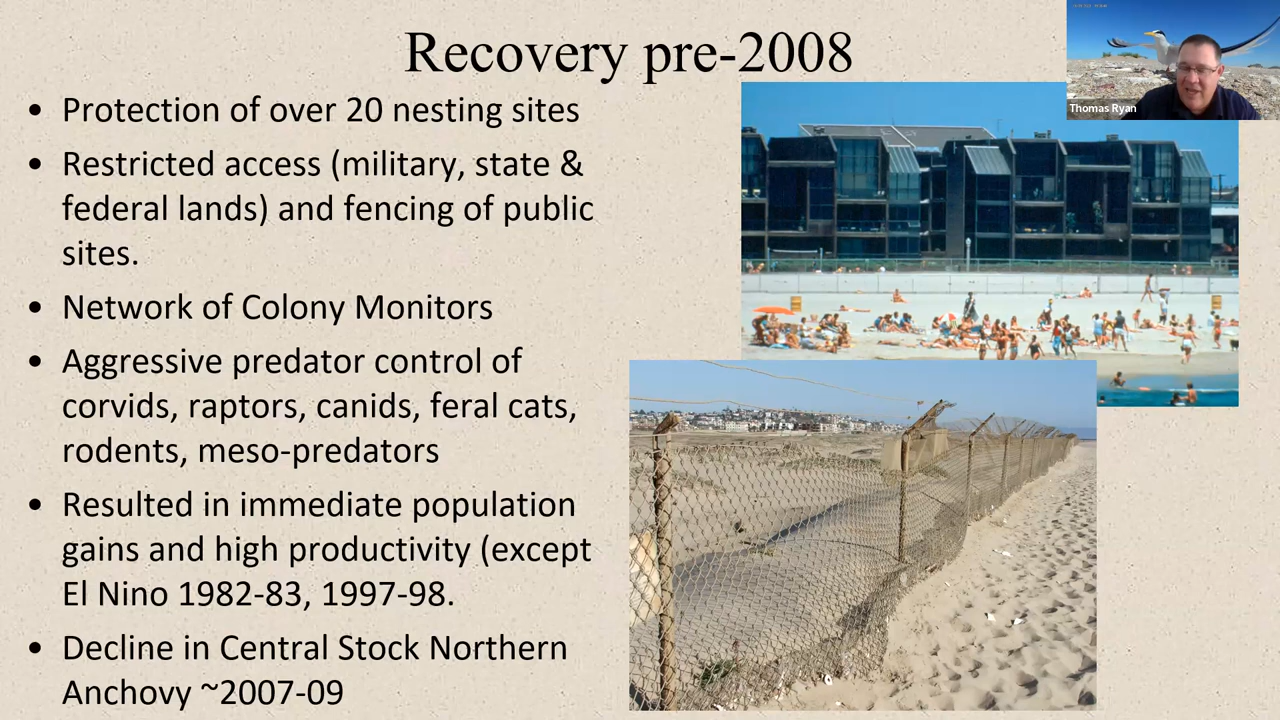 Recovery pre-2008
Thomas Ryan
• Protection of over 20 nesting sites
• Restricted access (military, state &
federal lands) and fencing of public
sites.
• Network of Colony Monitors
• Aggressive predator control of
corvids, raptors, canids, feral cats,
rodents, meso-predators
• Resulted in immediate population
gains and high productivity (except
El Nino 1982-83, 1997-98.
• Decline in Central Stock Northern
Anchovy ~2007-09